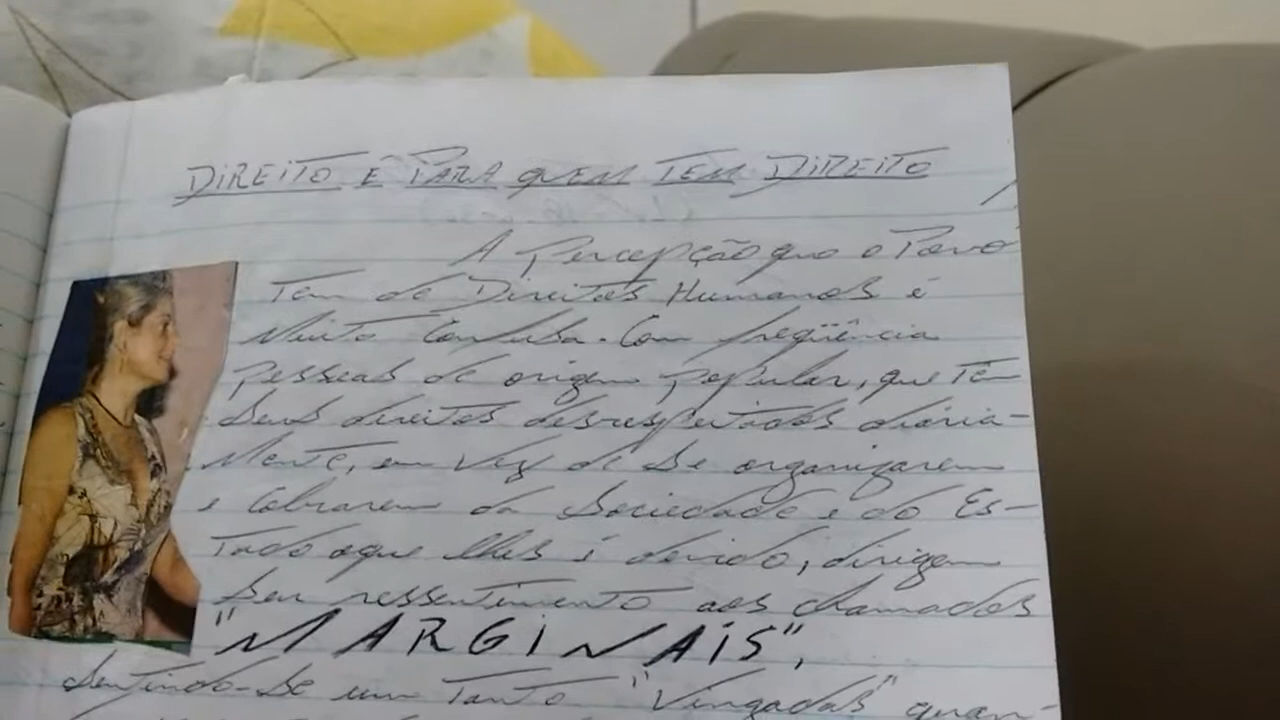 DIREITO É PARA QUEM TEM DIREITO
A Percepção que o Povo
Tem de Direitos Humanos é
Muito Confusa. Com freqüência
Pessoas de origem popular, que Têm
Seus direitos desrespeitados diaria-
Mente, em Vez de se organizarem
e Cobrarem da Sociedade e do Es-
Tado o que lhes é devido, dirigem
Seu ressentimento aos chamados
"MARGINAIS",
Sentindo-se um Tanto "Vingadas" quan-